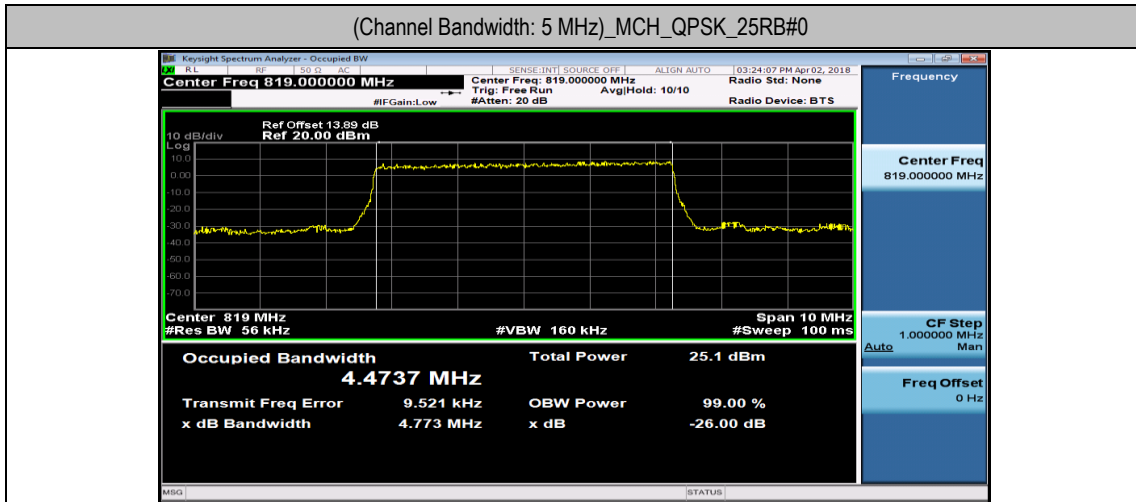 (Channel Bandwidth: 5 MHz)_MCH_QPSK_25RB#0
Keysight Spectrum Analyzer - Occupied BW
RL RF 50 Ω AC SENSE:INT SOURCE OFF ALIGN AUTO 03:24:07 PM Apr 02, 2018
Center Freq 819.000000 MHz
Center Freq: 819.000000 MHz
Radio Std: None
Trig: Free Run Avg|Hold: 10/10
#IFGain:Low
#Atten: 20 dB
Radio Device: BTS
Ref Offset 13.89 dB
10 dB/div Ref 20.00 dBm
Log
10.0
0.00
-10.0
-20.0
-30.0
-40.0
-50.0
-60.0
-70.0
Center 819 MHz
Span 10 MHz
#Res BW 56 kHz
#VBW 160 kHz
#Sweep 100 ms
Occupied Bandwidth
Total Power 25.1 dBm
4.4737 MHz
Transmit Freq Error 9.521 kHz
OBW Power 99.00 %
x dB Bandwidth 4.773 MHz
x dB -26.00 dB
Frequency
Center Freq
819.000000 MHz
CF Step
1.000000 MHz
Auto Man
Freq Offset
0 Hz
MSG
STATUS